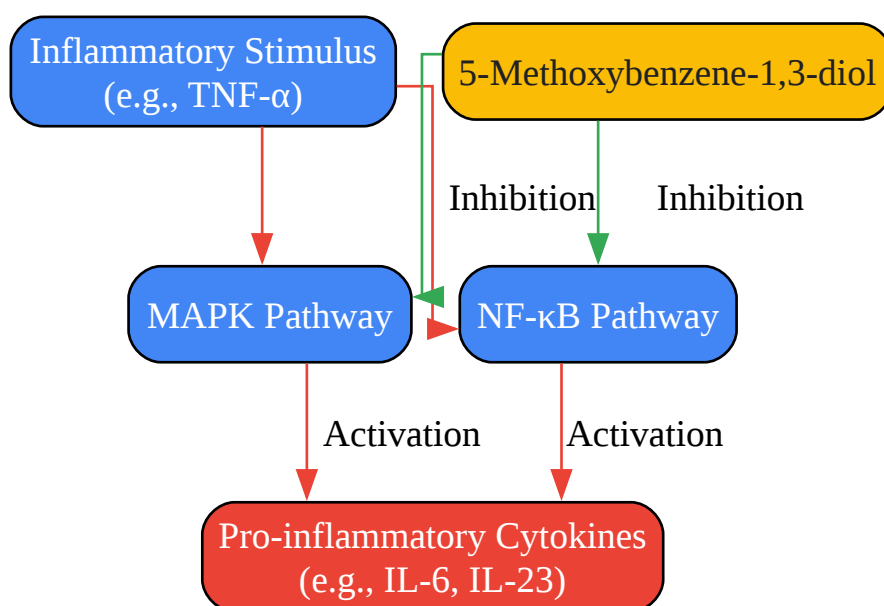 Inflammatory Stimulus
(e.g., TNF-α)
5-Methoxybenzene-1,3-diol
Inhibition
Inhibition
MAPK Pathway
NF-κB Pathway
Activation
Activation
Pro-inflammatory Cytokines
(e.g., IL-6, IL-23)